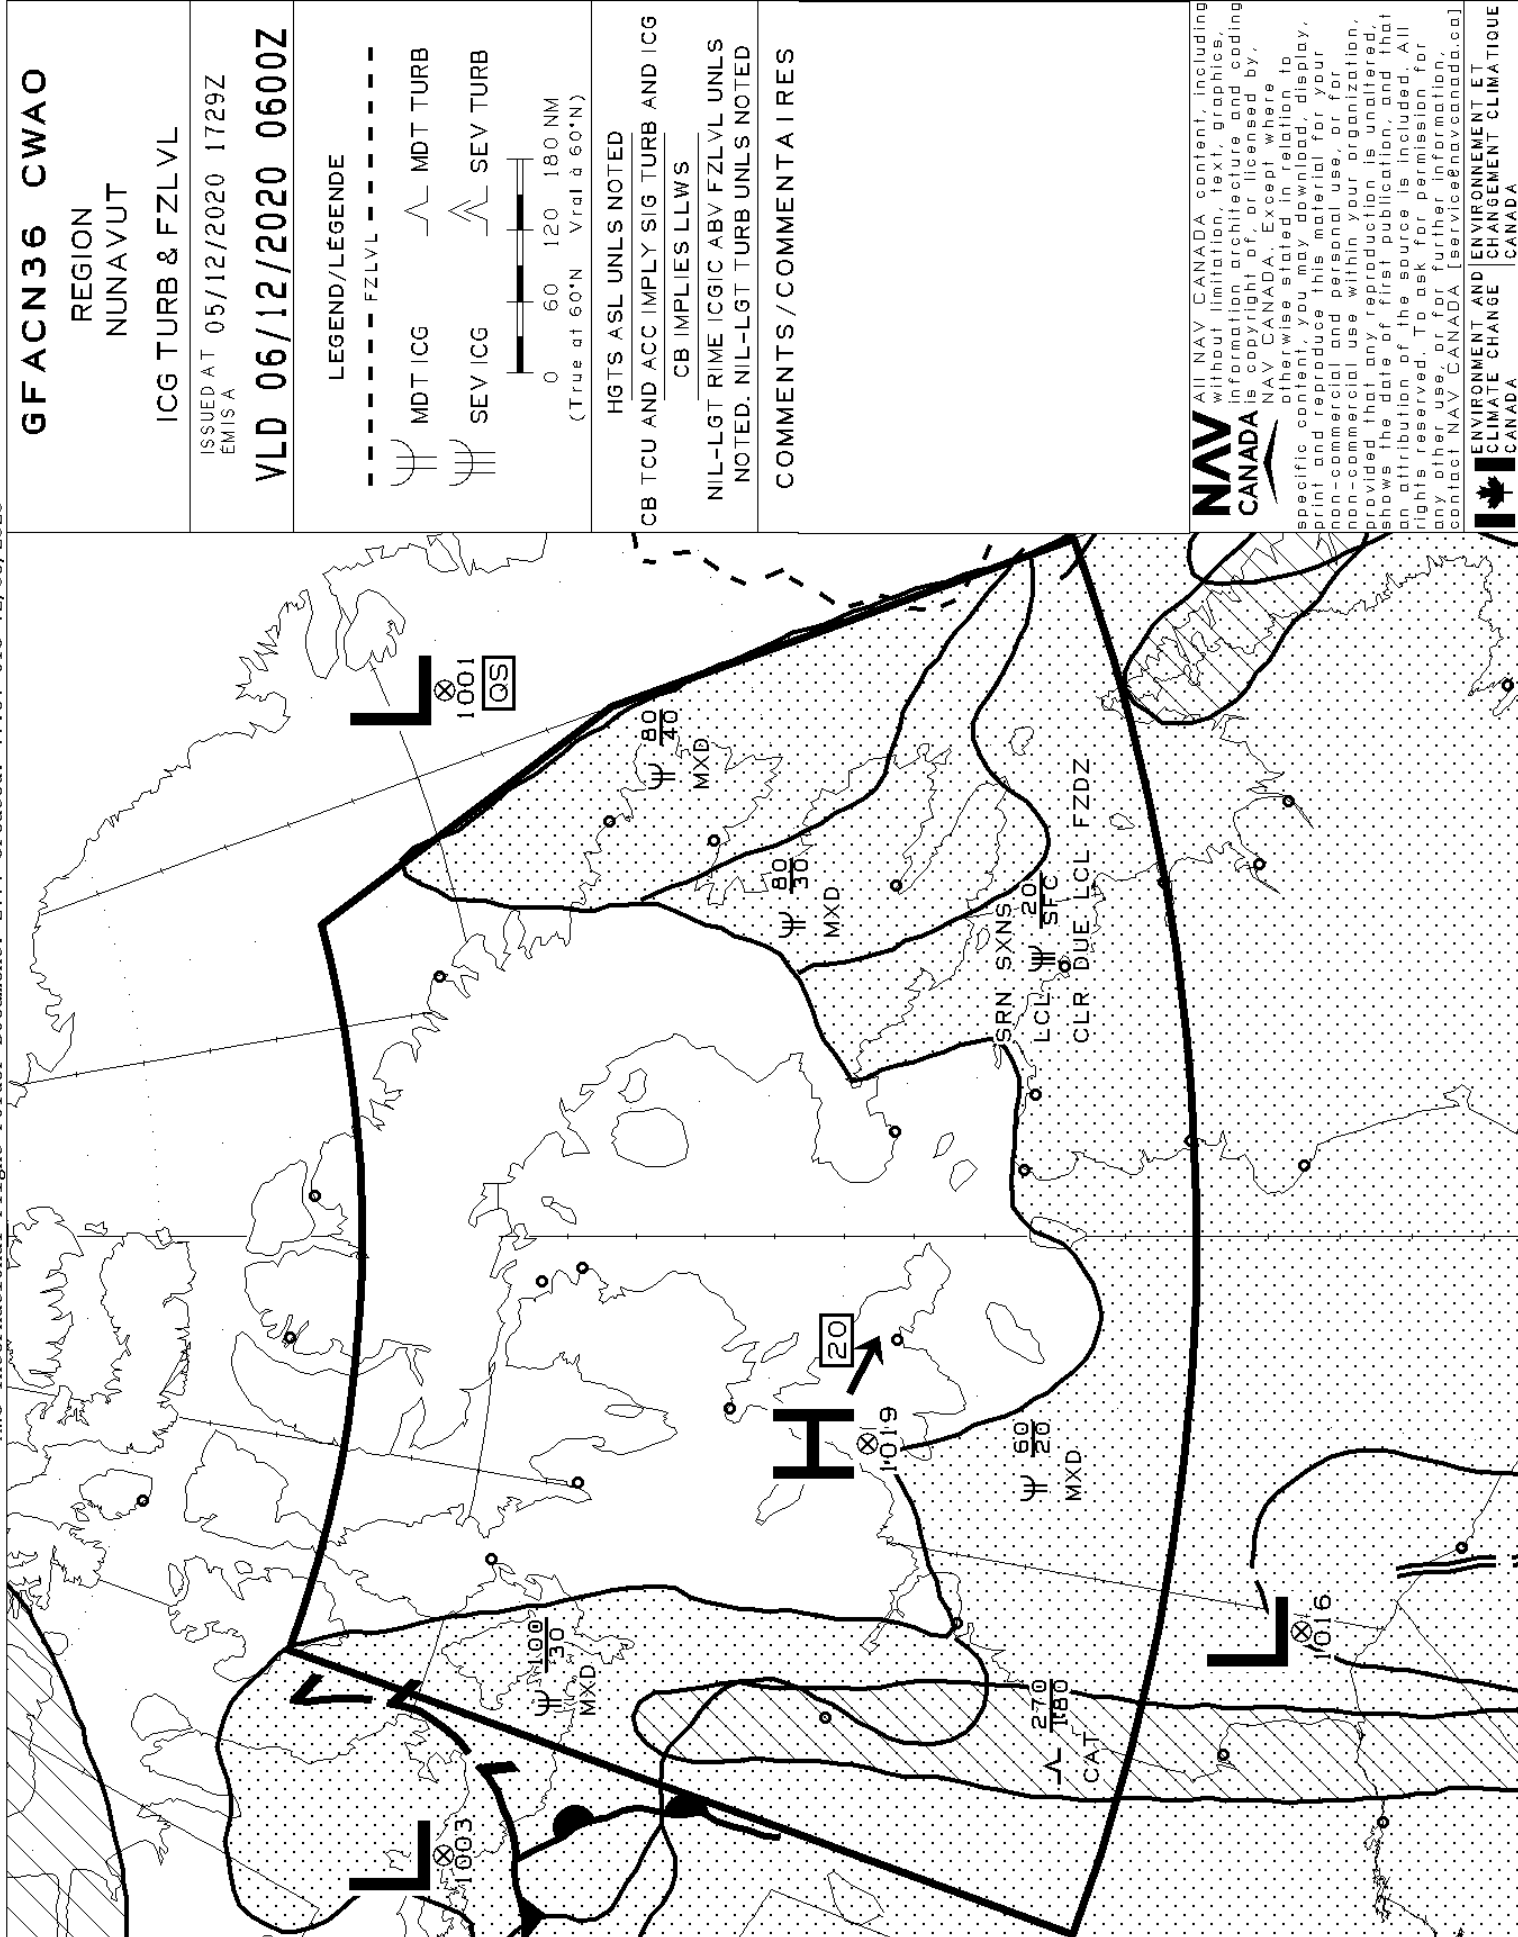 GFACN36 CWAO
REGION
NUNAVUT
ICG TURB & FZLVL
ISSUED AT 05/12/2020 1729Z
ÉMIS A
VLD 06/12/2020 0600Z
LEGEND/LÉGENDE
FZLVL
MDT ICG MDT TURB
SEV ICG SEV TURB
0 60 120 180 NM
(True at 60°N Vrai à 60°N)
HGTS ASL UNLS NOTED
CB TCU AND ACC IMPLY SIG TURB AND ICG
CB IMPLIES LLWS
NIL-LGT RIME ICGIC ABV FZLVL UNLS
NOTED. NIL-LGT TURB UNLS NOTED
COMMENTS/COMMENTAIRES
NAV
CANADA
All NAV CANADA content, including
without limitation, text, graphics,
information architecture and coding
is copyright of, or licensed by,
NAV CANADA. Except where
otherwise stated in relation to
specific content, you may download, display,
print and reproduce this material for your
non-commercial and personal use, or for
non-commercial use within your organization,
provided that any reproduction is unaltered,
shows the date of first publication, and that
an attribution of the source is included. All
rights reserved. To ask for permission for
any other use, or for further information,
contact NAV CANADA [service@navcanada.ca]
ENVIRONMENT AND
CLIMATE CHANGE
CANADA
ENVIRONNEMENT ET
CHANGEMENT CLIMATIQUE
CANADA
L
1001
QS
80
40
MXD
80
30
MXD
SRN SXNS
LCL 20
SFC
CLR DUE LCL FZDZ
20
H
1019
60
20
MXD
100
30
MXD
270
180
CAT
L
1003
L
1016